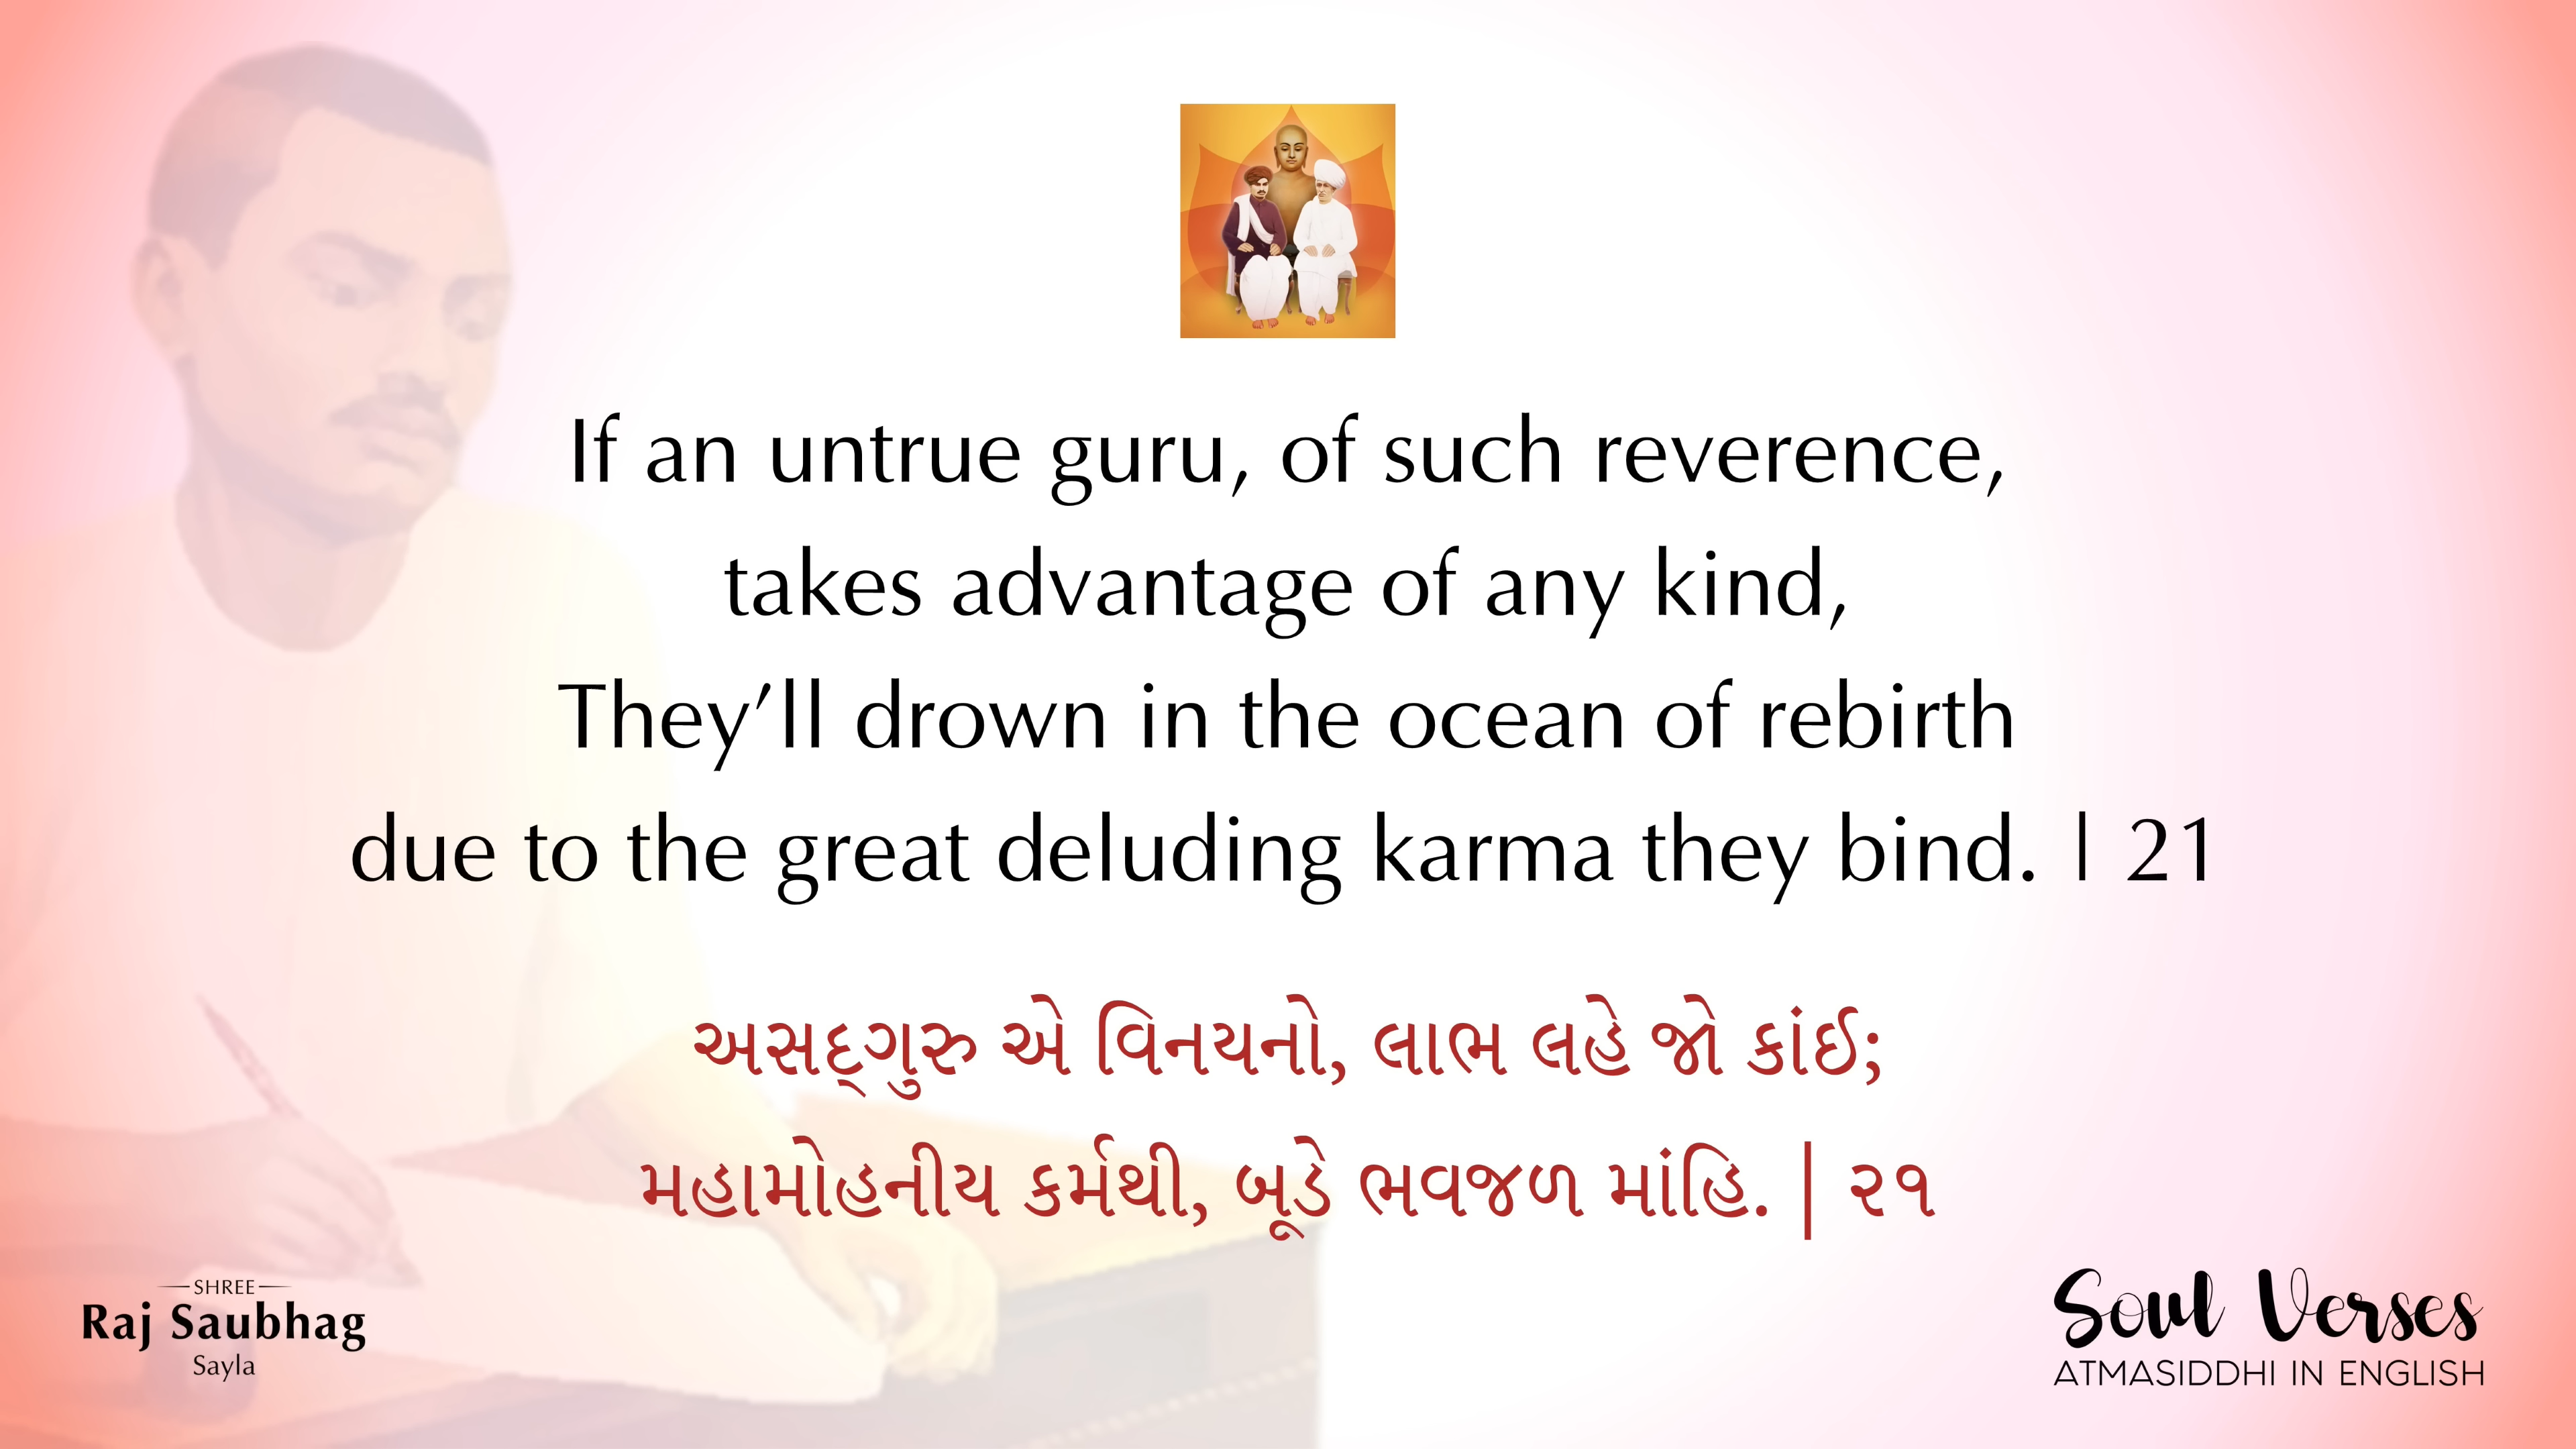 If an untrue guru, of such reverence,
takes advantage of any kind,
They’ll drown in the ocean of rebirth
due to the great deluding karma they bind. | 21
અસદ્‌ગુરુ એ વિનયનો, લાભ લહે જો કાંઈ;
મહામોહનીય કર્મથી, બૂડે ભવજળ માંહિ. | ૨૧
SHREE
Raj Saubhag
Sayla
Soul Verses
ATMASIDDHI IN ENGLISH